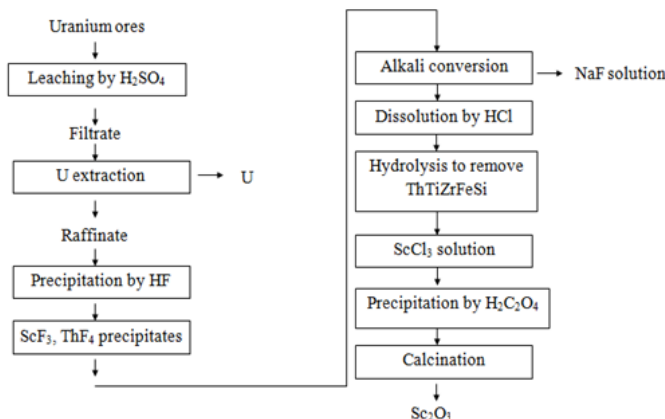 Uranium ores
Leaching by H₂SO₄
Filtrate
U extraction
U
Raffinate
Precipitation by HF
ScF₃, ThF₄ precipitates
Alkali conversion
NaF solution
Dissolution by HCl
Hydrolysis to remove
ThTiZrFeSi
ScCl₃ solution
Precipitation by H₂C₂O₄
Calcination
Sc₂O₃